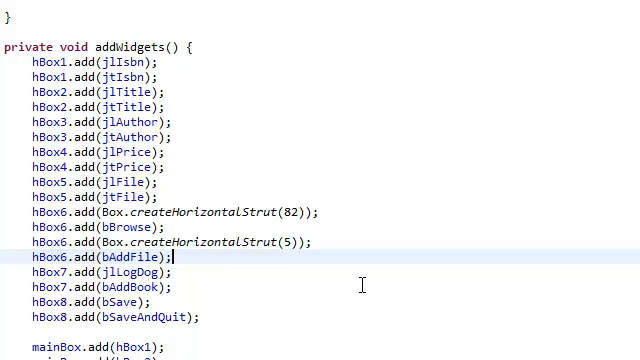 }
private void addWidgets() {
hBox1.add(jlIsbn);
hBox1.add(jtIsbn);
hBox2.add(jlTitle);
hBox2.add(jtTitle);
hBox3.add(jlAuthor);
hBox3.add(jtAuthor);
hBox4.add(jlPrice);
hBox4.add(jtPrice);
hBox5.add(jlFile);
hBox5.add(jtFile);
hBox6.add(Box.createHorizontalStrut(82));
hBox6.add(bBrowse);
hBox6.add(Box.createHorizontalStrut(5));
hBox6.add(bAddFile);
hBox7.add(jlLogDog);
hBox7.add(bAddBook);
hBox8.add(bSave);
hBox8.add(bSaveAndQuit);
mainBox.add(hBox1);